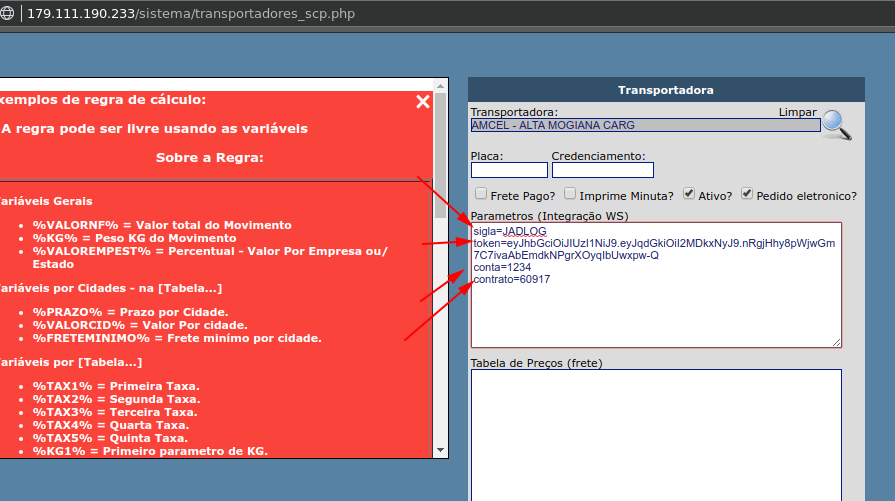 179.111.190.233/sistema/transportadores_scp.php
xemplos de regra de cálculo:
A regra pode ser livre usando as variáveis
Sobre a Regra:
ariáveis Gerais
%VALORNF% = Valor total do Movimento
%KG% = Peso KG do Movimento
%VALOREMPEST% = Percentual - Valor Por Empresa ou/
Estado
ariáveis por Cidades - na [Tabela...]
%PRAZO% = Prazo por Cidade.
%VALORCID% = Valor Por cidade.
%FRETEMINIMO% = Frete minímo por cidade.
ariáveis por [Tabela...]
%TAX1% = Primeira Taxa.
%TAX2% = Segunda Taxa.
%TAX3% = Terceira Taxa.
%TAX4% = Quarta Taxa.
%TAX5% = Quinta Taxa.
%KG1% = Primeiro parametro de KG.
Transportadora
Transportadora: Limpar
AMCEL - ALTA MOGIANA CARG
Placa: Credenciamento:
Frete Pago? Imprime Minuta? Ativo? Pedido eletronico?
Parametros (Integração WS)
sigla=JADLOG
token=eyJhbGciOiJIUzI1NiJ9.eyJqdGkiOiI2MDkxNyJ9.nRgjHhy8pWjwGm
7C7ivaAbEmdkNPgrXOyqIbUwxpw-Q
conta=1234
contrato=60917
Tabela de Preços (frete)